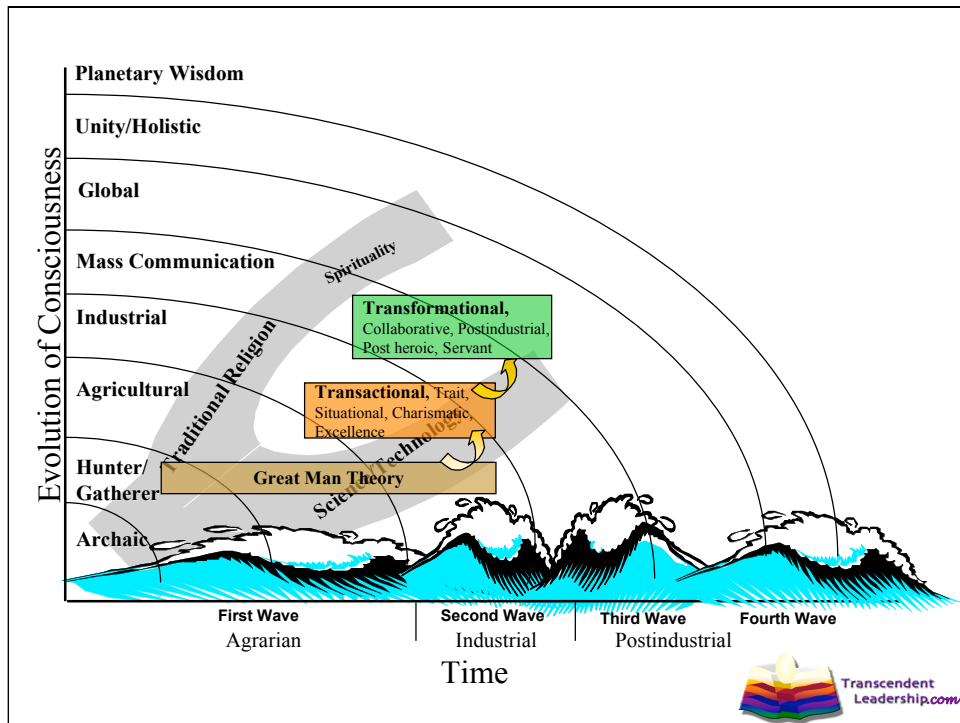 Planetary Wisdom
Unity/Holistic
Global
Mass Communication
Industrial
Agricultural
Hunter/
Gatherer
Archaic
Evolution of Consciousness
Spirituality
Traditional Religion
Science/Technology
Transformational,
Collaborative, Postindustrial,
Post heroic, Servant
Transactional, Trait,
Situational, Charismatic,
Excellence
Great Man Theory
First Wave
Second Wave
Third Wave
Fourth Wave
Agrarian
Industrial
Postindustrial
Time
Transcendent
Leadership.com